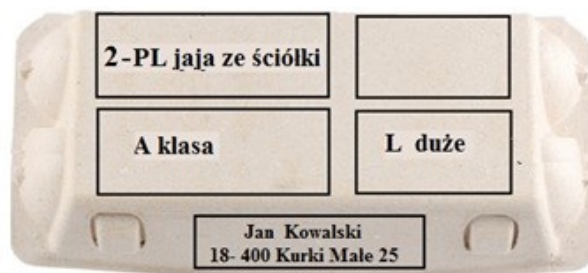 2-PL jaja ze ściółki
A klasa
L duże
Jan Kowalski
18- 400 Kurki Małe 25